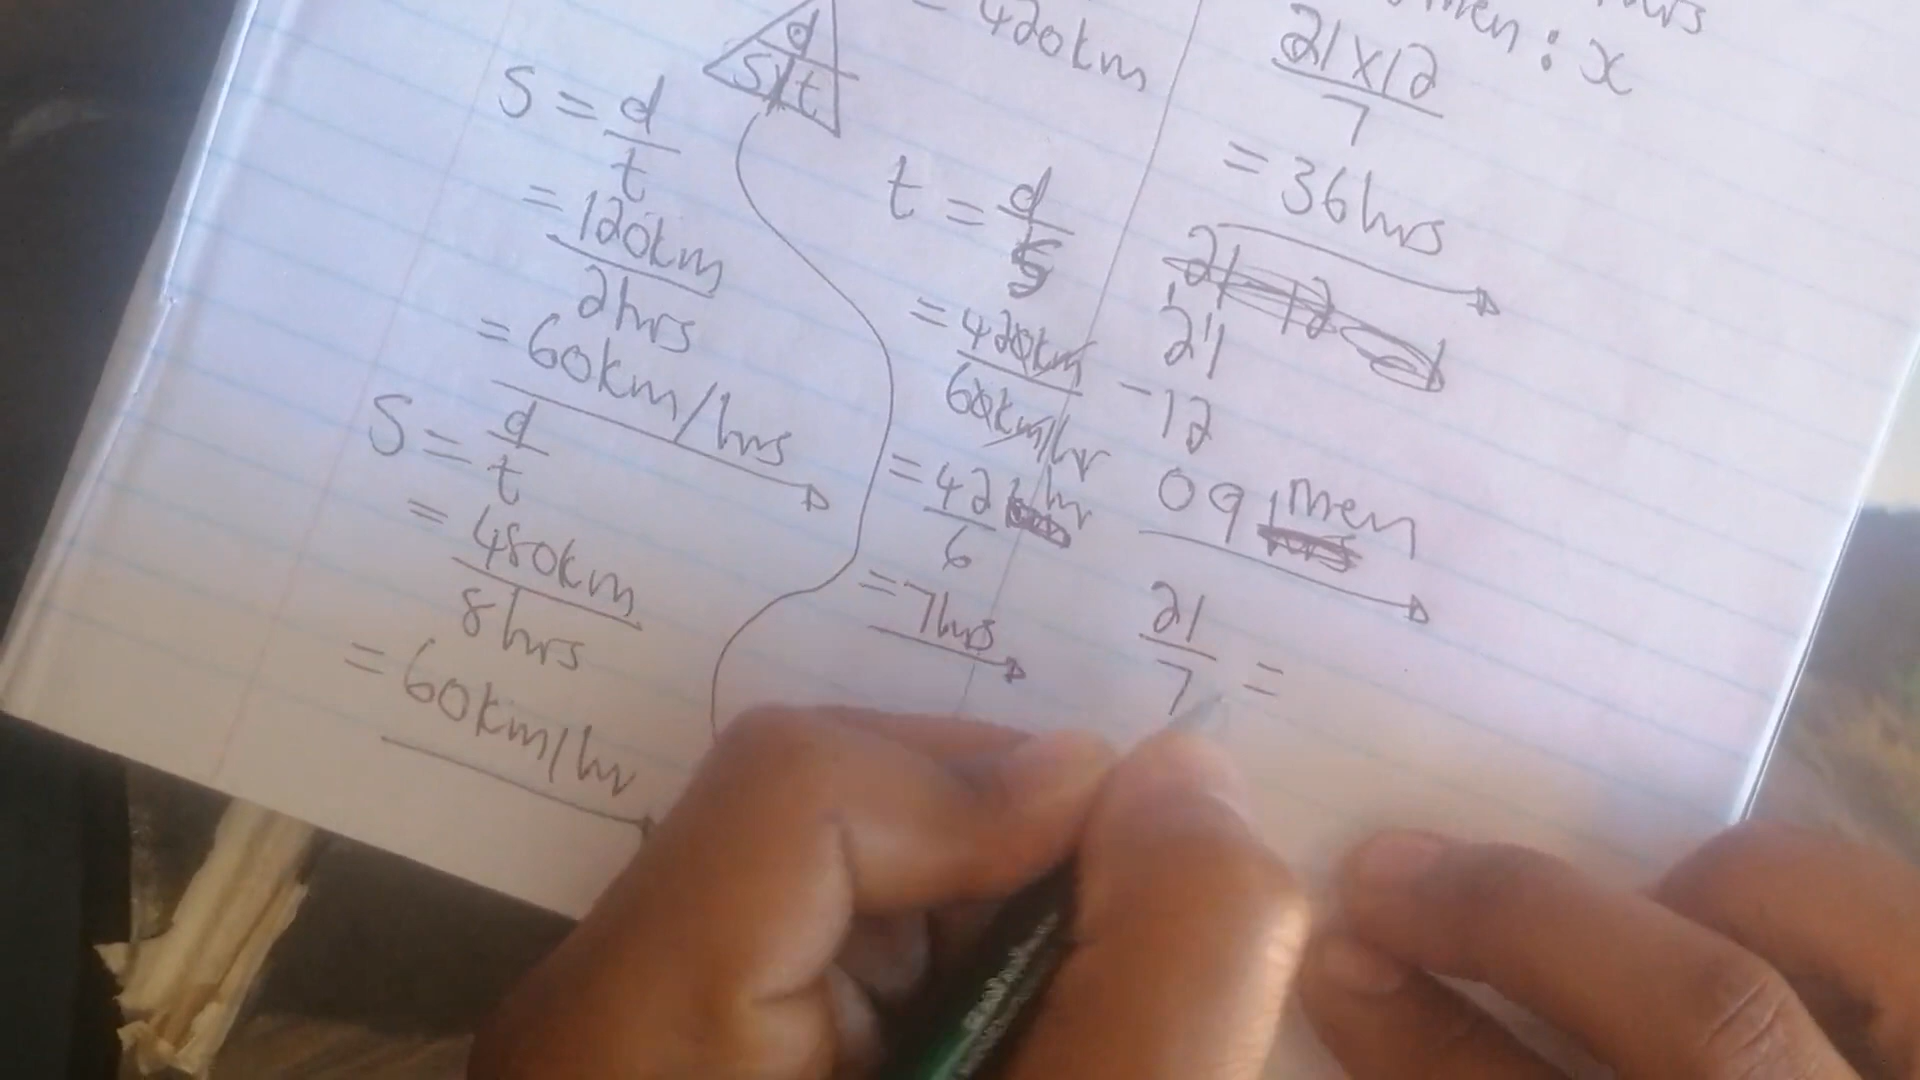 d
s t
S = d
t
= 120km
2hrs
= 60km/hrs
S = d
t
= 480km
8hrs
= 60km/hr
= 420km
t = d
s
= 420km
60km/hr
= 42 hr
6
= 7hrs
men : x
21 x 12
7
= 36hrs
21
- 12
09 men
21
7 =